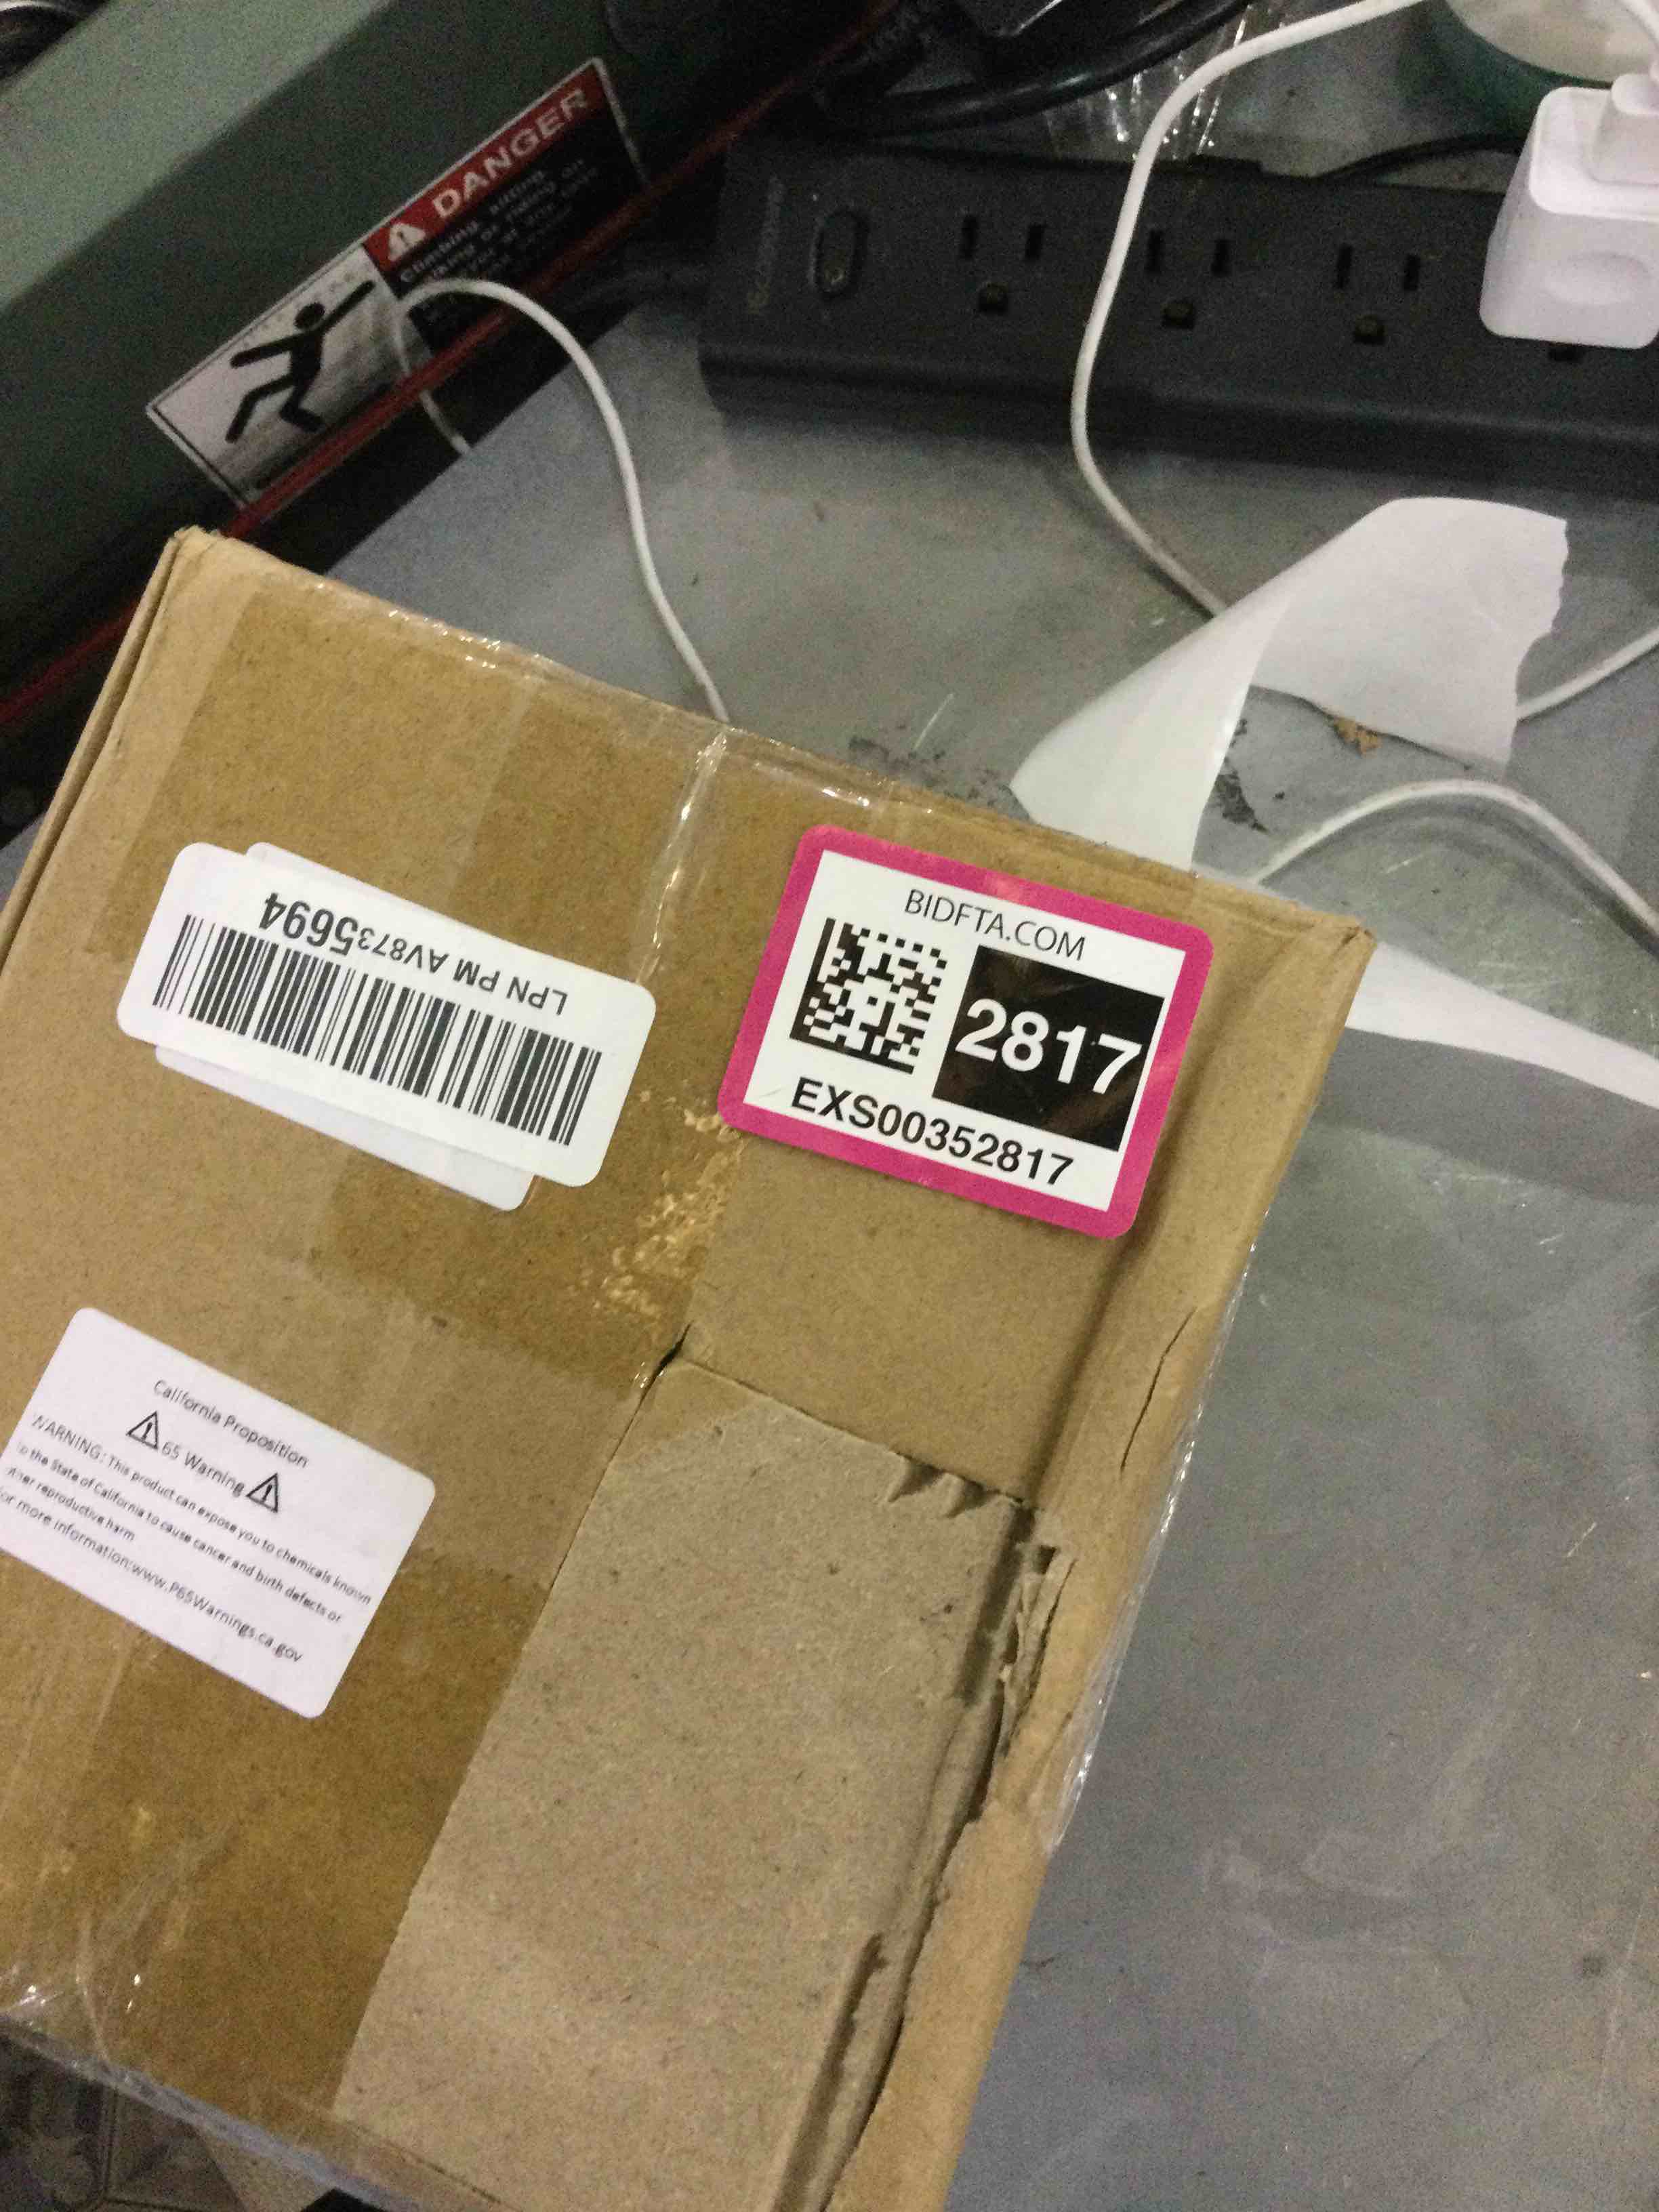 DANGER
Climbing, sitting,
BIDFTA.COM
2817
EXS00352817
LPN PM AV8735694
California Proposition
65 Warning
WARNING: This product can expose you to chemicals known
to the State of California to cause cancer and birth defects or
other reproductive harm
For more information:www.P65Warnings.ca.gov